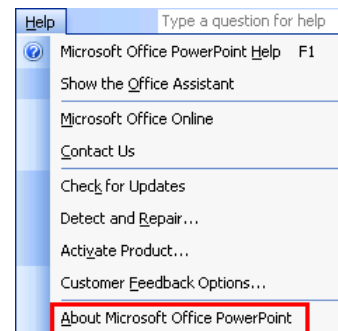 Help Type a question for help
Microsoft Office PowerPoint Help F1
Show the Office Assistant
Microsoft Office Online
Contact Us
Check for Updates
Detect and Repair...
Activate Product...
Customer Feedback Options...
About Microsoft Office PowerPoint